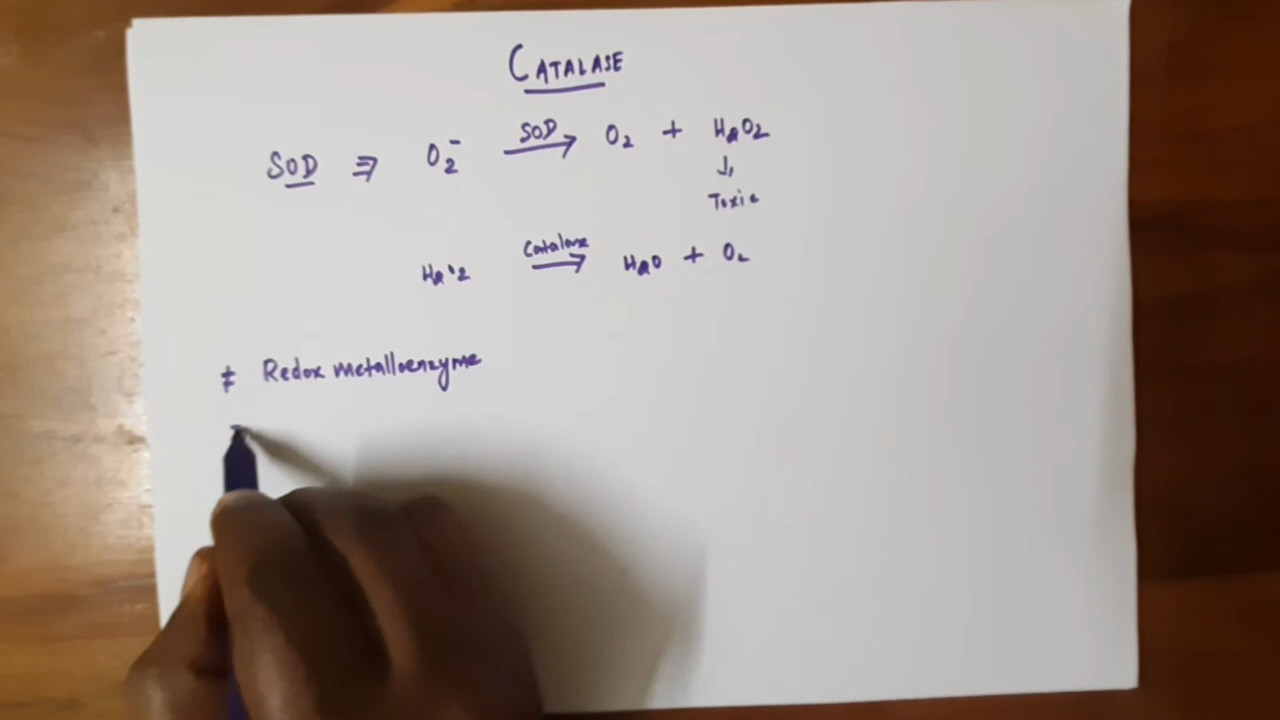 CATALASE
SOD ⇒ O2⁻ SOD→ O2 + H2O2
↓
Toxic
H2O2 Catalase→ H2O + O2
‡ Redox metalloenzyme